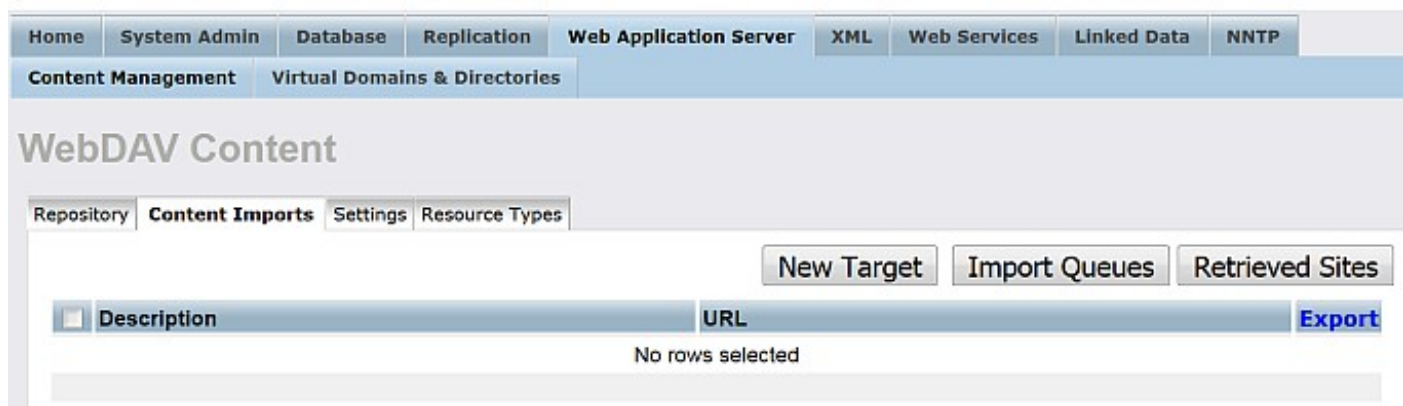 Home System Admin Database Replication Web Application Server XML Web Services Linked Data NNTP
Content Management Virtual Domains & Directories
WebDAV Content
Repository Content Imports Settings Resource Types
New Target Import Queues Retrieved Sites
Description URL Export
No rows selected